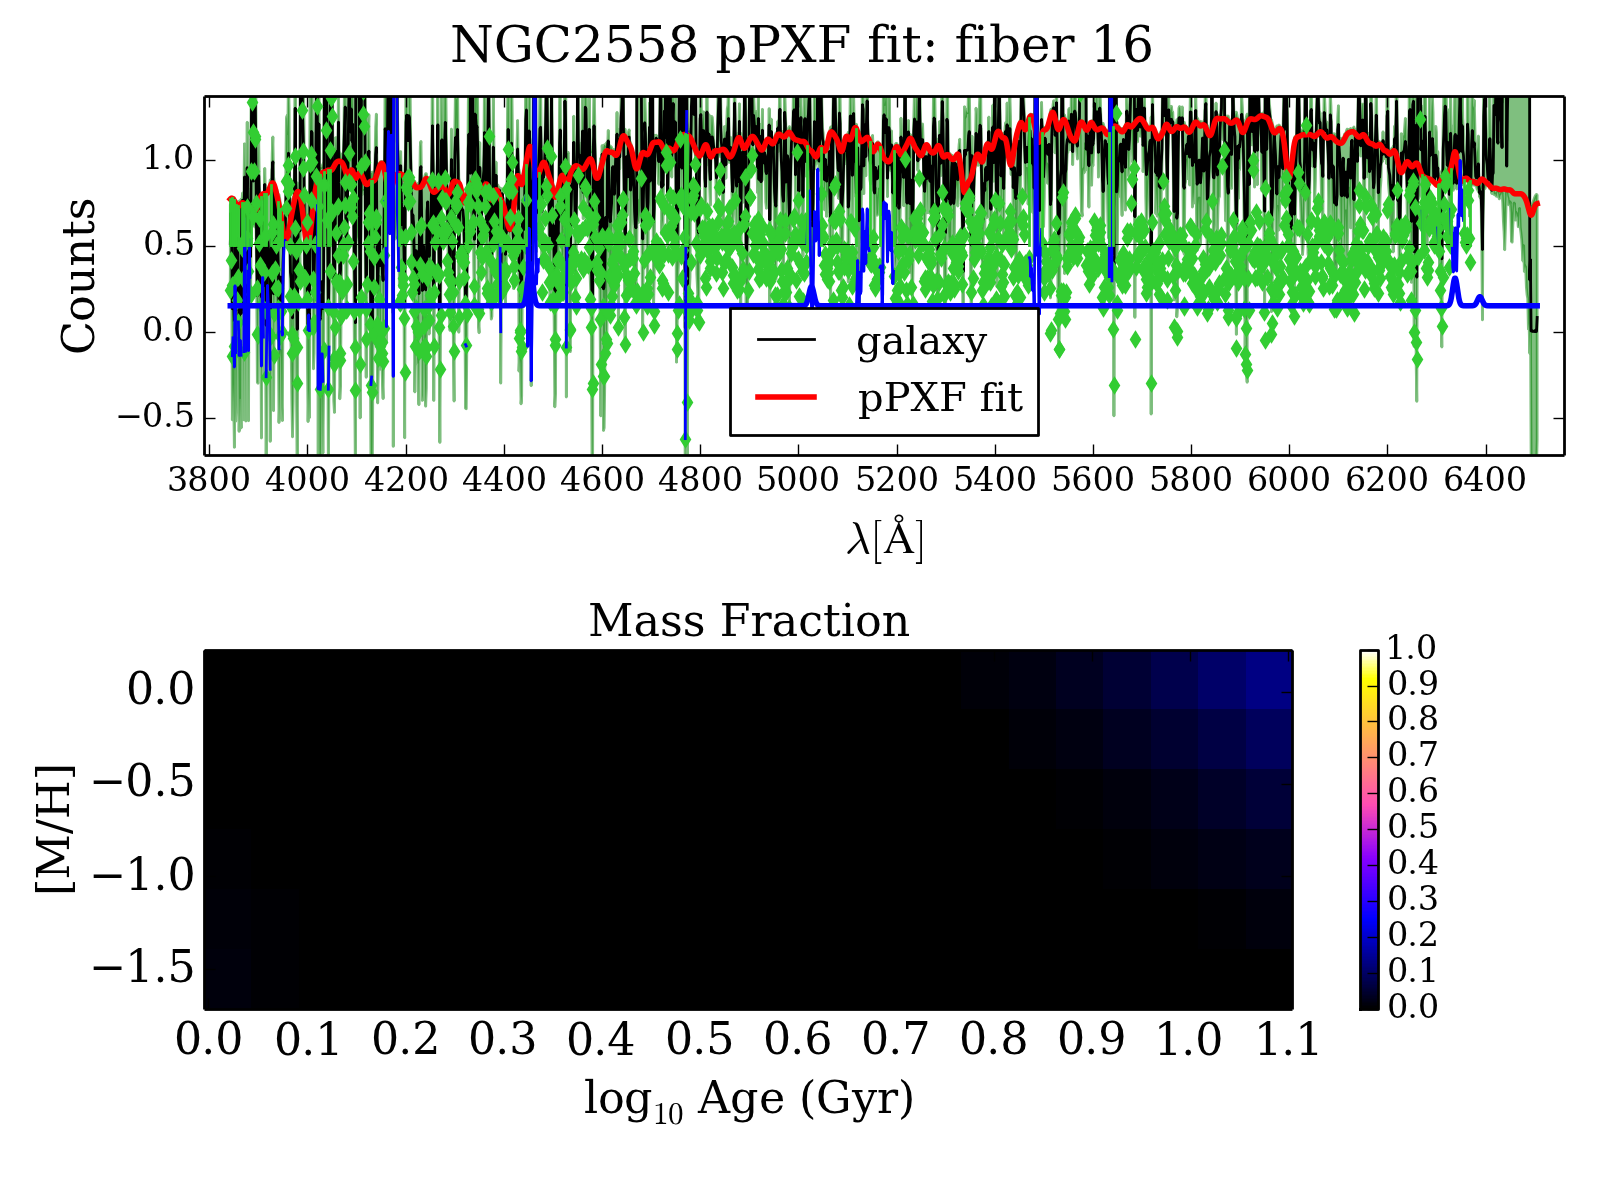 NGC2558 pPXF fit: fiber 16
Counts
1.0
0.5
0.0
−0.5
galaxy
pPXF fit
3800 4000 4200 4400 4600 4800 5000 5200 5400 5600 5800 6000 6200 6400
λ[Å]
Mass Fraction
[M/H]
0.0
−0.5
−1.0
−1.5
0.0 0.1 0.2 0.3 0.4 0.5 0.6 0.7 0.8 0.9 1.0 1.1
log₁₀ Age (Gyr)
1.0
0.9
0.8
0.7
0.6
0.5
0.4
0.3
0.2
0.1
0.0